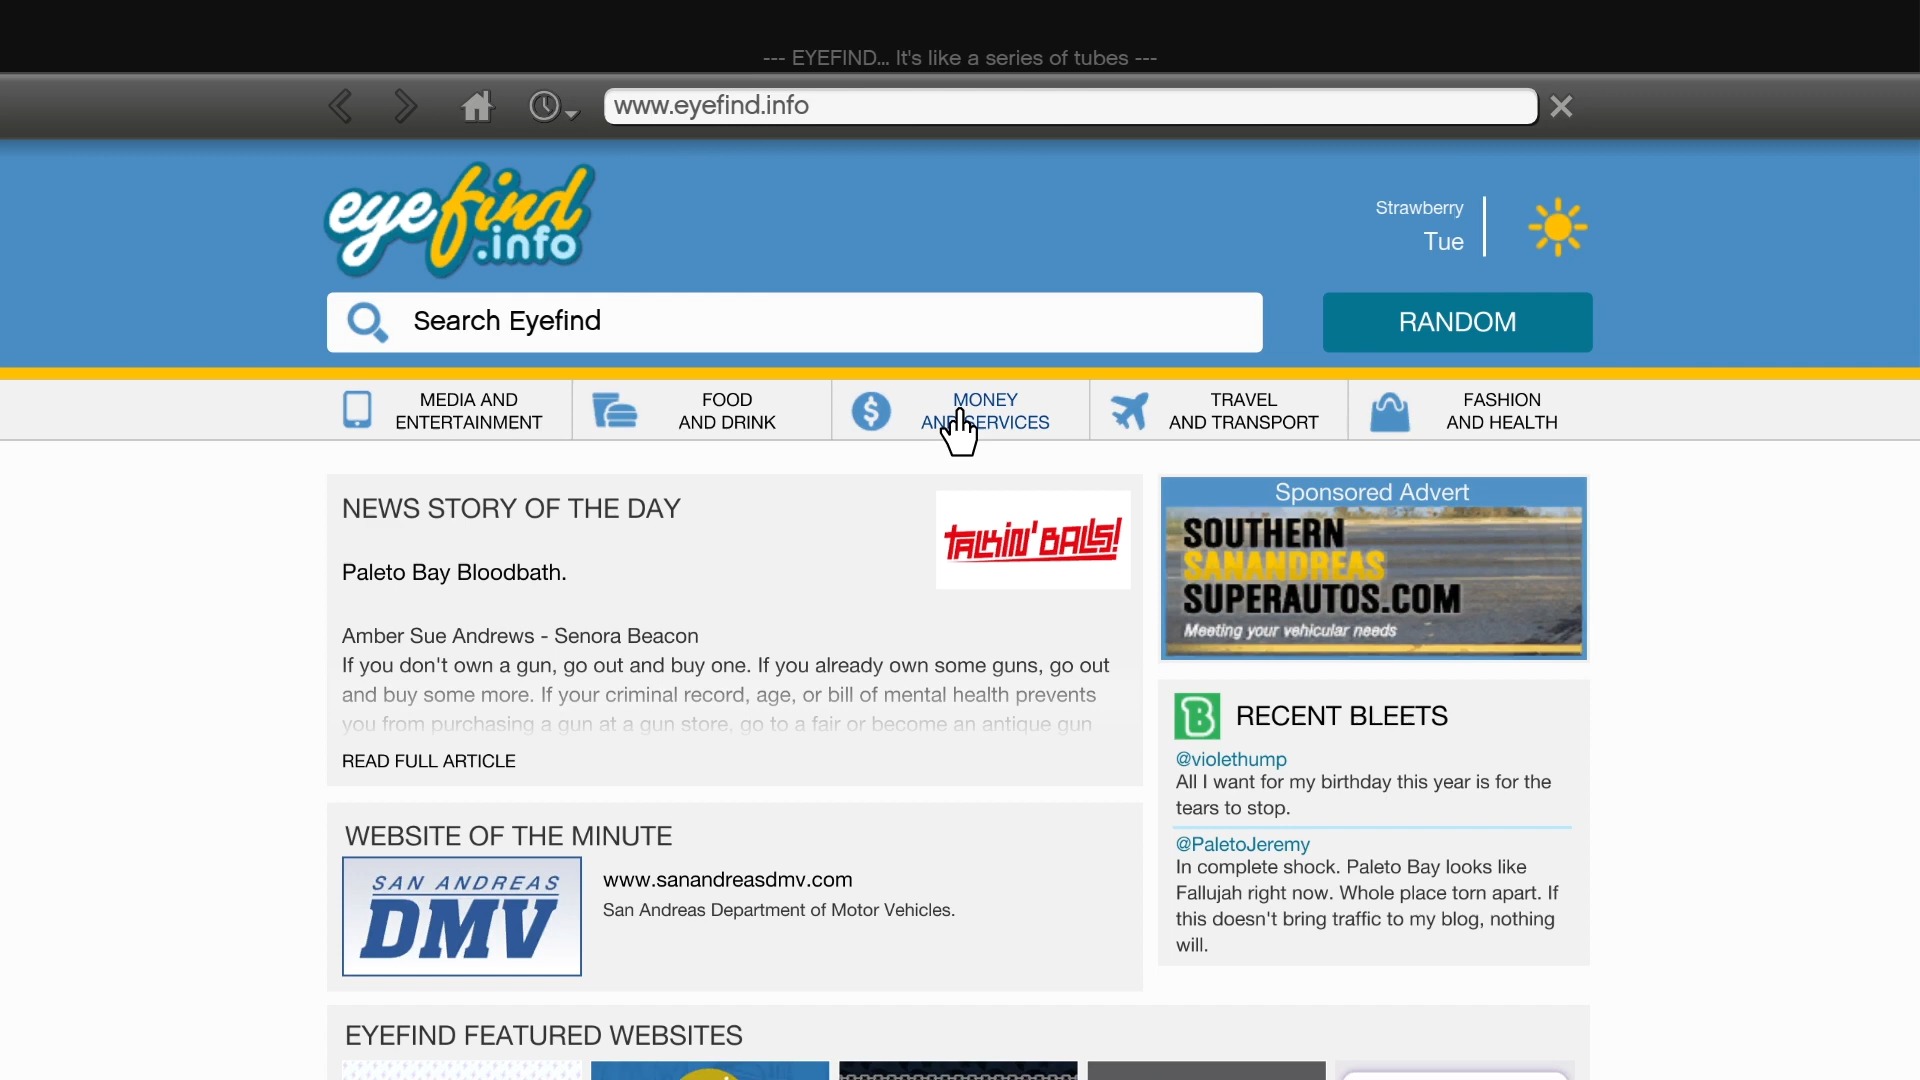 --- EYEFIND... It's like a series of tubes ---
www.eyefind.info
eyefind
.info
Strawberry
Tue
Search Eyefind
RANDOM
MEDIA AND
ENTERTAINMENT
FOOD
AND DRINK
MONEY
AND SERVICES
TRAVEL
AND TRANSPORT
FASHION
AND HEALTH
NEWS STORY OF THE DAY
TALKIN' BALLS!
Paleto Bay Bloodbath.
Amber Sue Andrews - Senora Beacon
If you don't own a gun, go out and buy one. If you already own some guns, go out
and buy some more. If your criminal record, age, or bill of mental health prevents
you from purchasing a gun at a gun store, go to a fair or become an antique gun
READ FULL ARTICLE
Sponsored Advert
SOUTHERN
SANANDREAS
SUPERAUTOS.COM
Meeting your vehicular needs
B RECENT BLEETS
@violethump
All I want for my birthday this year is for the
tears to stop.
@PaletoJeremy
In complete shock. Paleto Bay looks like
Fallujah right now. Whole place torn apart. If
this doesn't bring traffic to my blog, nothing
will.
WEBSITE OF THE MINUTE
SAN ANDREAS
DMV
www.sanandreasdmv.com
San Andreas Department of Motor Vehicles.
EYEFIND FEATURED WEBSITES